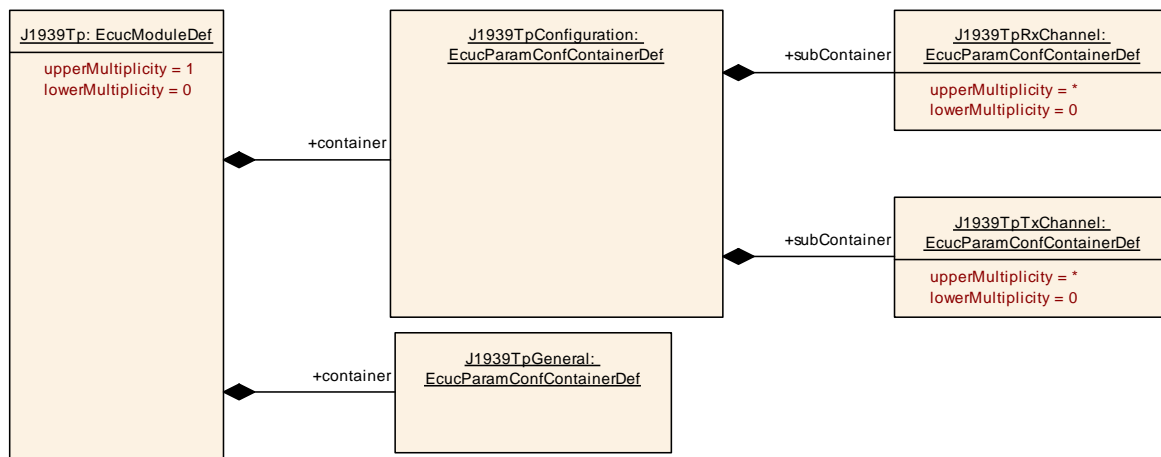 J1939Tp: EcucModuleDef
upperMultiplicity = 1
lowerMultiplicity = 0
+container
J1939TpConfiguration:
EcucParamConfContainerDef
+subContainer
J1939TpRxChannel:
EcucParamConfContainerDef
upperMultiplicity = *
lowerMultiplicity = 0
+subContainer
J1939TpTxChannel:
EcucParamConfContainerDef
upperMultiplicity = *
lowerMultiplicity = 0
+container
J1939TpGeneral:
EcucParamConfContainerDef